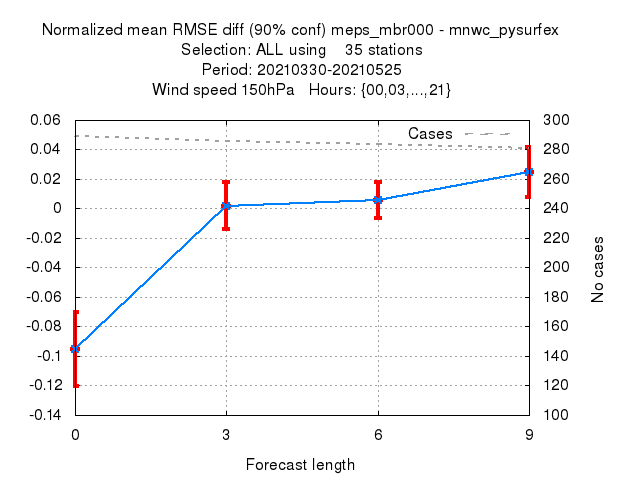 Normalized mean RMSE diff (90% conf) meps_mbr000 - mnwc_pysurfex
Selection: ALL using 35 stations
Period: 20210330-20210525
Wind speed 150hPa Hours: {00,03,...,21}
Cases
0.06
0.04
0.02
0
-0.02
-0.04
-0.06
-0.08
-0.1
-0.12
-0.14
300
280
260
240
220
200
180
160
140
120
100
No cases
0 3 6 9
Forecast length